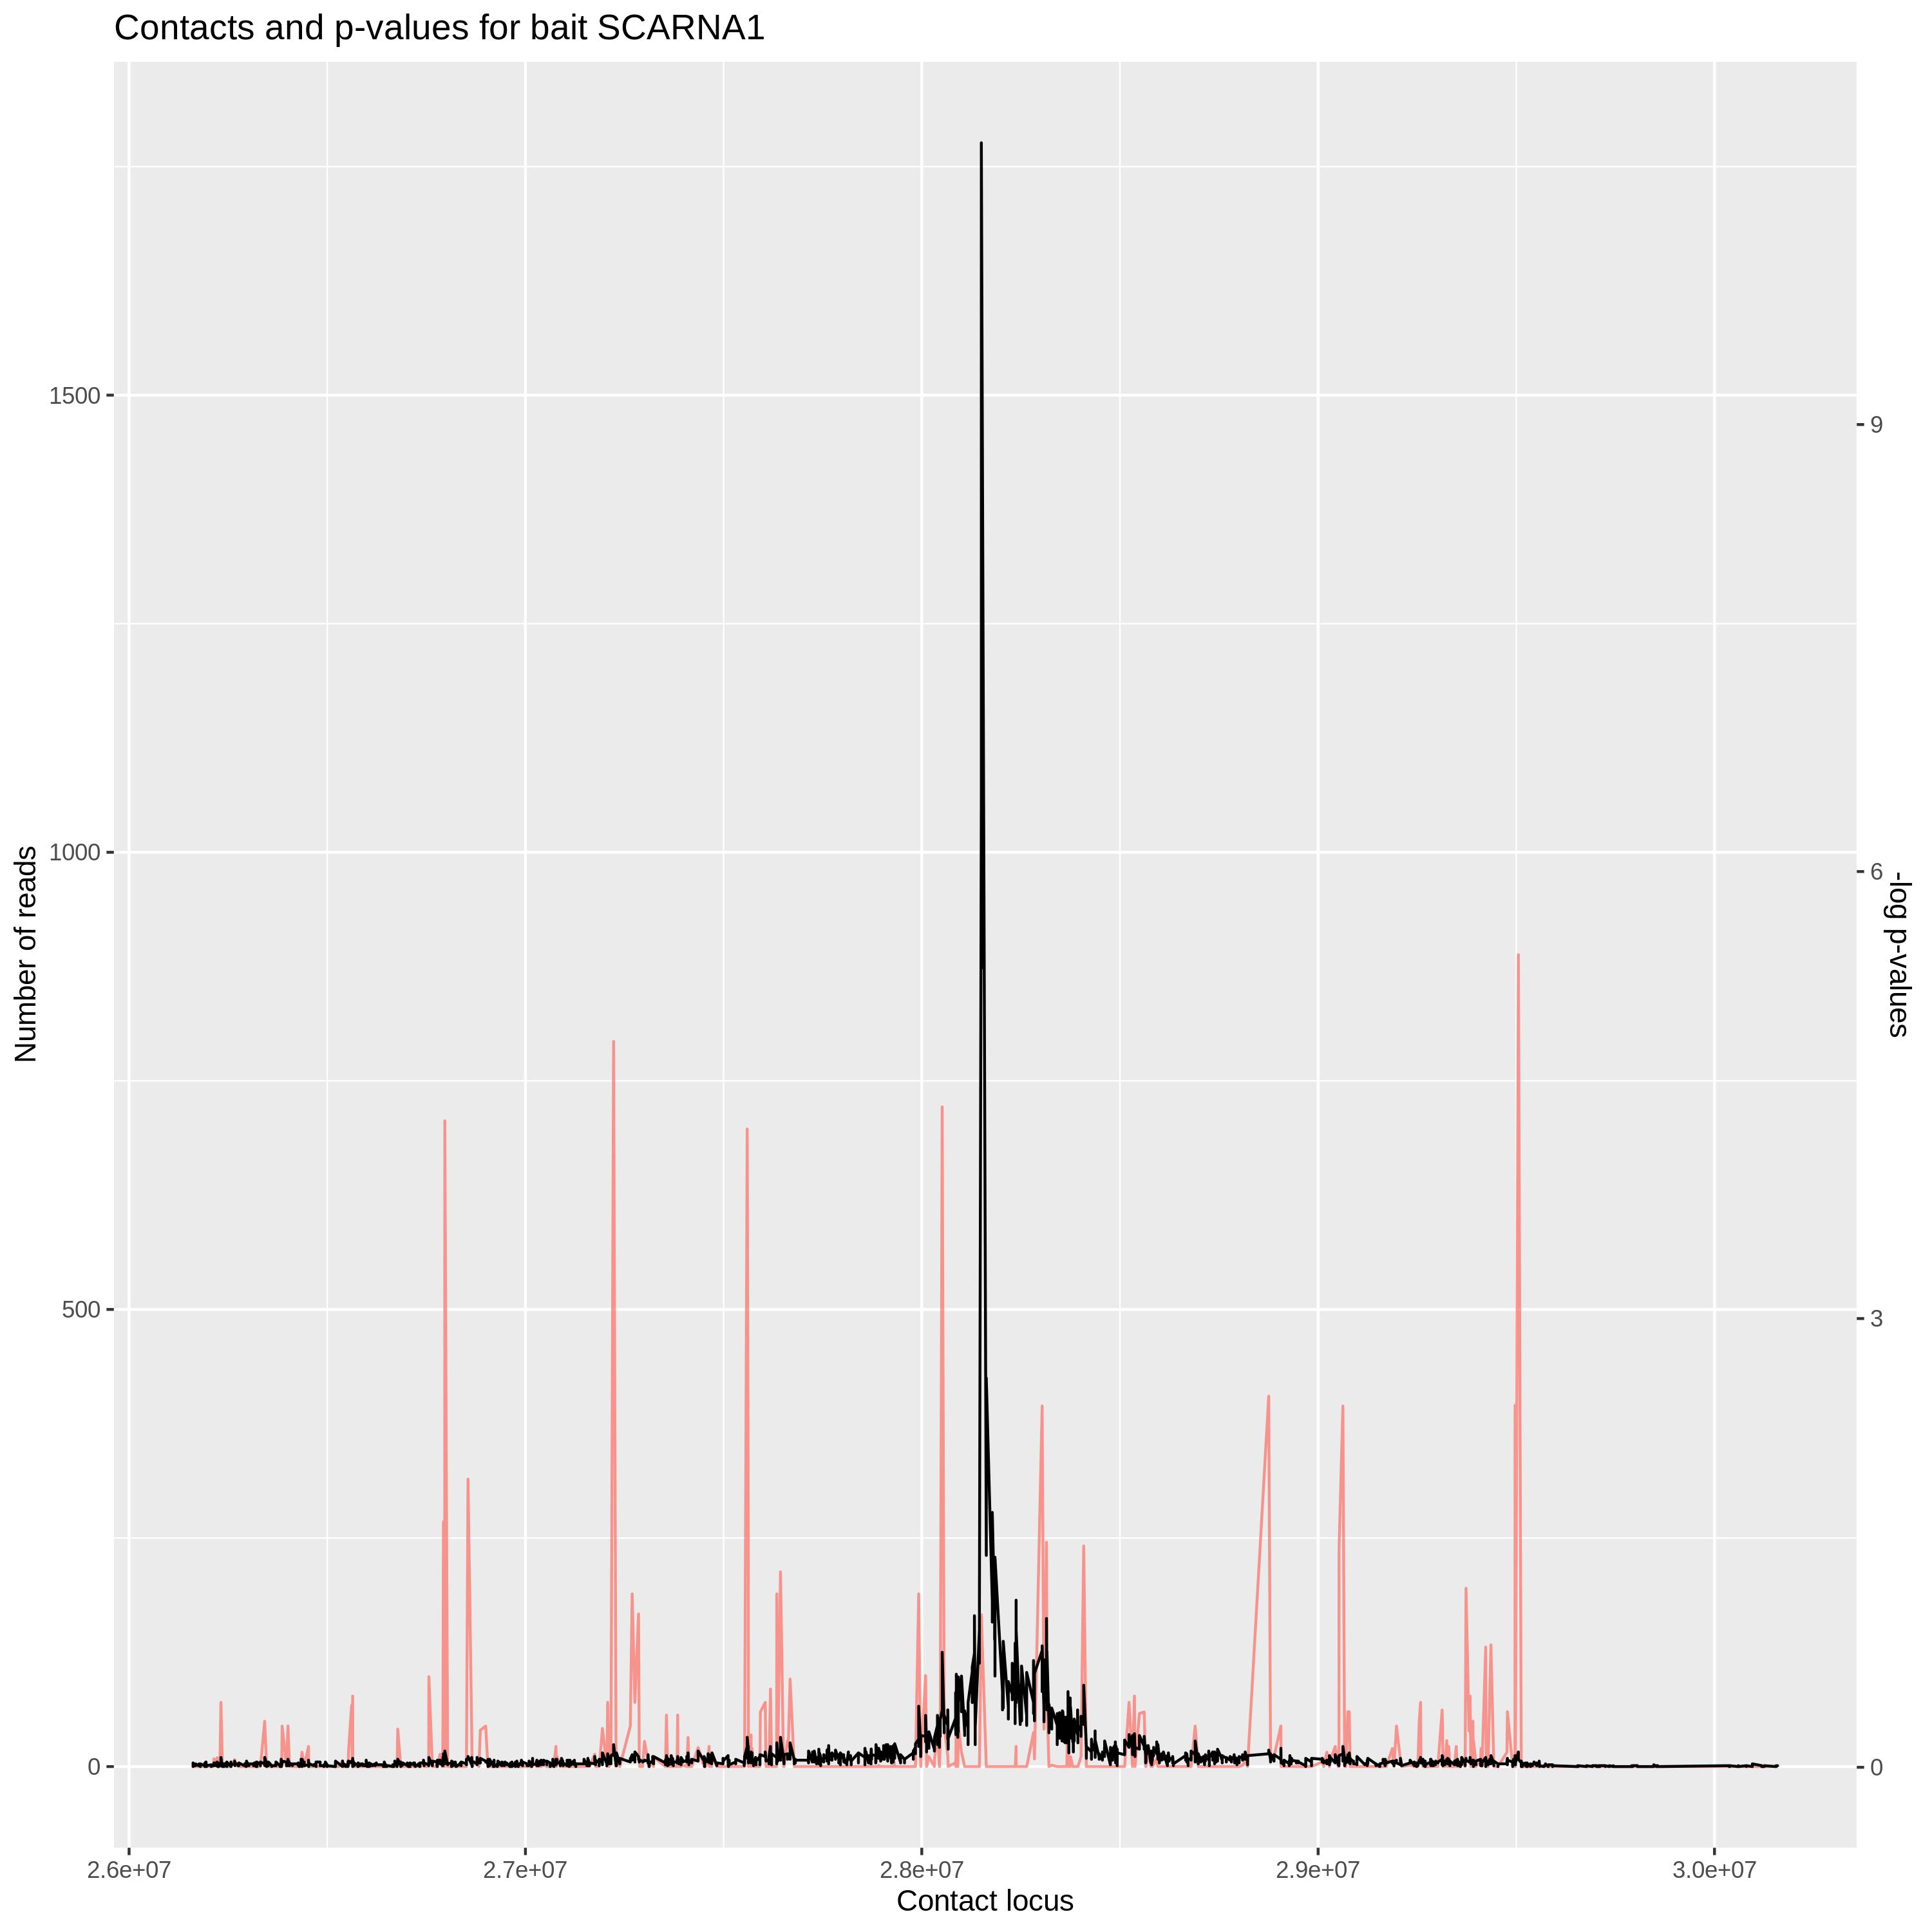 Contacts and p-values for bait SCARNA1
1500
1000
500
0
Number of reads
9
6
3
0
-log p-values
2.6e+07
2.7e+07
2.8e+07
2.9e+07
3.0e+07
Contact locus